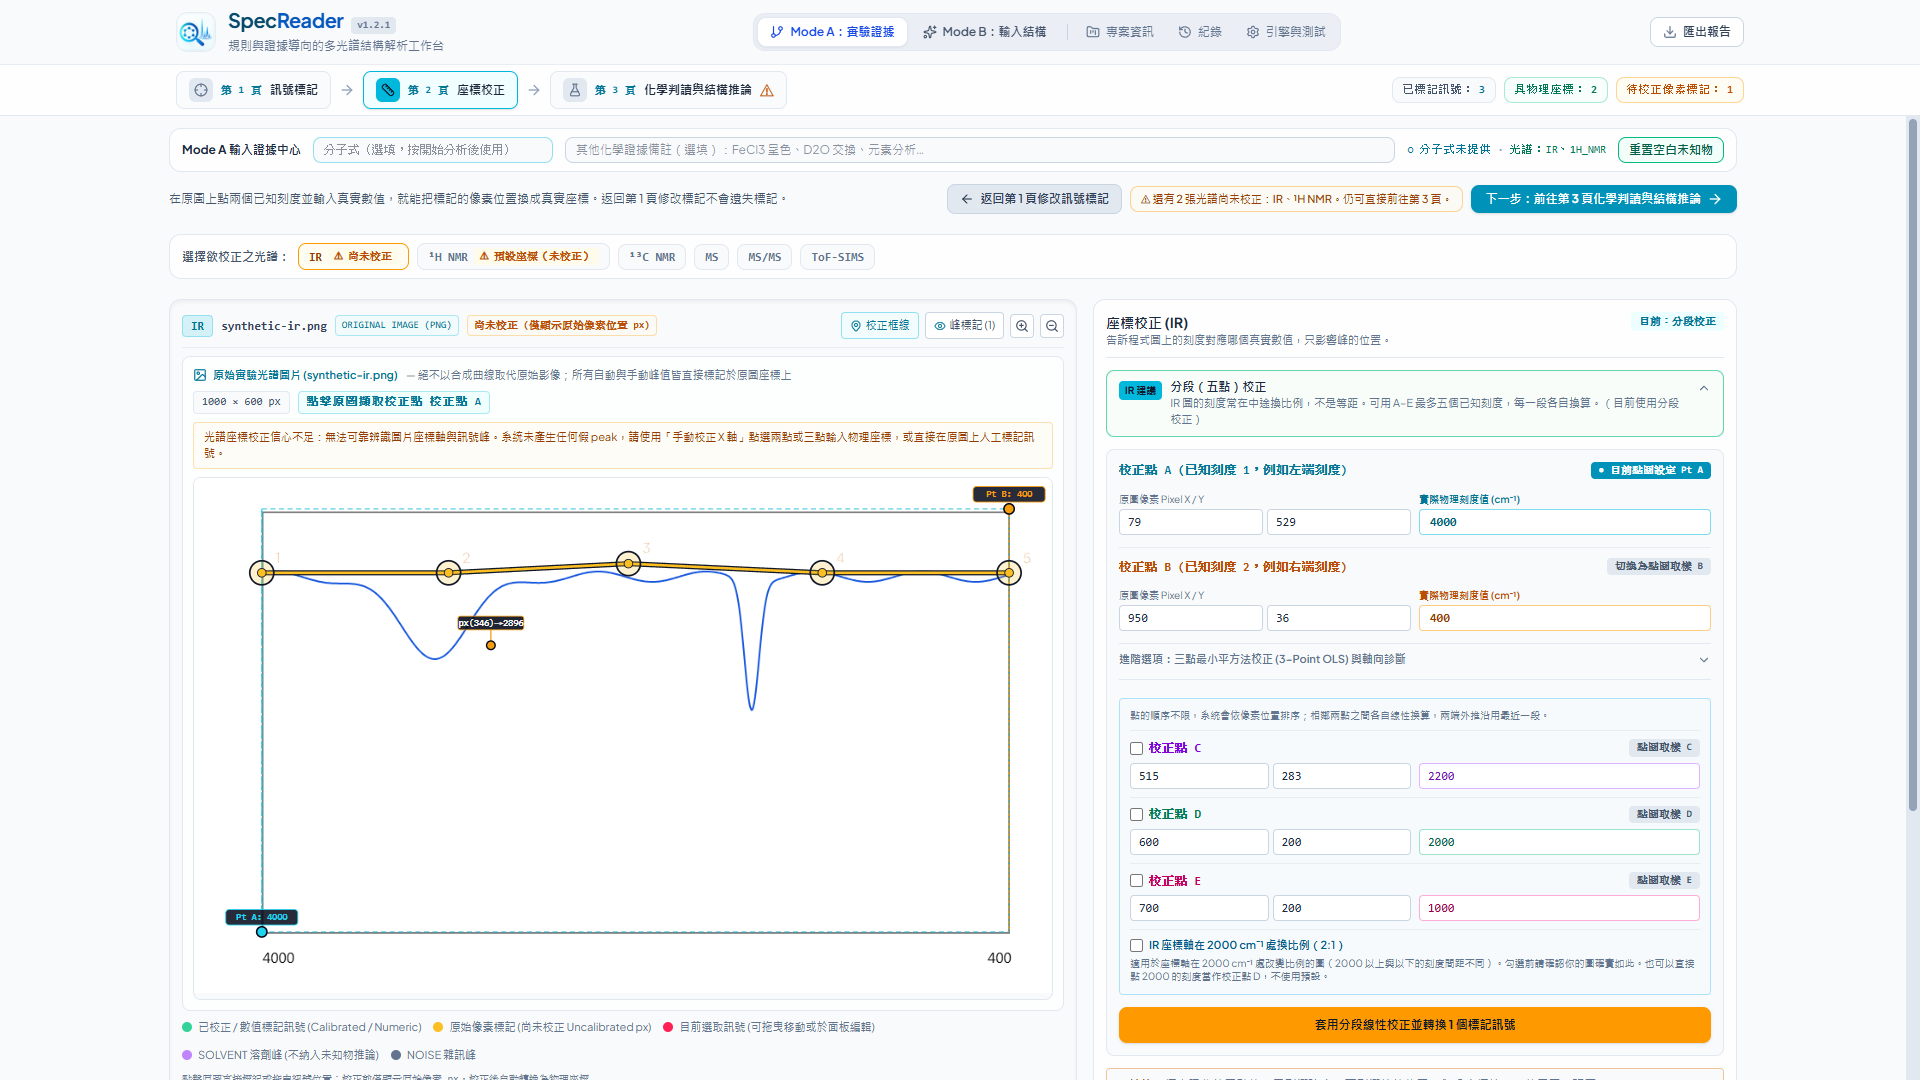 SpecReader v1.2.1
規則與證據導向的多光譜結構解析工作台
Mode A：實驗證據
Mode B：輸入結構
專案資訊
紀錄
引擎與測試
匯出報告
第 1 頁 訊號標記
第 2 頁 座標校正
第 3 頁 化學判讀與結構推論
已標記訊號： 3
具物理座標： 2
待校正像素標記： 1
Mode A 輸入證據中心
分子式（選填，按開始分析後使用）
其他化學證據備註（選填）：FeCl3 呈色、D2O 交換、元素分析...
分子式未提供 · 光譜：IR、1H_NMR
重置空白未知物
在原圖上點兩個已知刻度並輸入真實數值，就能把標記的像素位置換成真實座標。返回第 1 頁修改標記不會遺失標記。
返回第 1 頁修改訊號標記
還有 2 張光譜尚未校正：IR、¹H NMR。仍可直接前往第 3 頁。
下一步：前往第 3 頁化學判讀與結構推論
選擇欲校正之光譜：
IR 尚未校正
¹H NMR 預設座標（未校正）
¹³C NMR
MS
MS/MS
ToF-SIMS
IR synthetic-ir.png ORIGINAL IMAGE (PNG) 尚未校正（僅顯示原始像素位置 px）
校正框線
峰標記 (1)
原始實驗光譜圖片 (synthetic-ir.png) — 絕不以合成曲線取代原始影像；所有自動與手動峰值皆直接標記於原圖座標上
1000 × 600 px 點擊原圖擷取校正點 校正點 A
光譜座標校正信心不足：無法可靠辨識圖片座標軸與訊號峰。系統未產生任何假 peak，請使用「手動校正 X 軸」點選兩點或三點輸入物理座標，或直接在原圖上人工標記訊
號。
Pt B: 400
1
2
3
4
5
px(346)→2896
Pt A: 4000
4000
400
已校正 / 數值標記訊號 (Calibrated / Numeric)
原始像素標記 (尚未校正 Uncalibrated px)
目前選取訊號 (可拖曳移動或於面板編輯)
SOLVENT 溶劑峰 (不納入未知物推論)
NOISE 雜訊峰
座標校正 (IR)
目前：分段校正
告訴程式圖上的刻度對應哪個真實數值，只影響峰的位置。
IR 建議
分段（五點）校正
IR 圖的刻度常在中途換比例，不是等距。可用 A–E 最多五個已知刻度，每一段各自換算。（目前使用分段
校正）
校正點 A（已知刻度 1，例如左端刻度）
目前點圖設定 Pt A
原圖像素 Pixel X / Y
實際物理刻度值 (cm⁻¹)
79
529
4000
校正點 B（已知刻度 2，例如右端刻度）
切換為點圖取樣 B
原圖像素 Pixel X / Y
實際物理刻度值 (cm⁻¹)
950
36
400
進階選項：三點最小平方法校正 (3-Point OLS) 與軸向診斷
點的順序不限，系統會依像素位置排序；相鄰兩點之間各自線性換算，兩端外推沿用最近一段。
校正點 C
點圖取樣 C
515
283
2200
校正點 D
點圖取樣 D
600
200
2000
校正點 E
點圖取樣 E
700
200
1000
IR 座標軸在 2000 cm⁻¹ 處換比例（2:1）
適用於座標軸在 2000 cm⁻¹ 處改變比例的圖（2000 以上與以下的刻度間距不同）。勾選前請確認你的圖確實如此。也可以直接
點 2000 的刻度當作校正點 D，不使用預設。
套用分段線性校正並轉換 1 個標記訊號